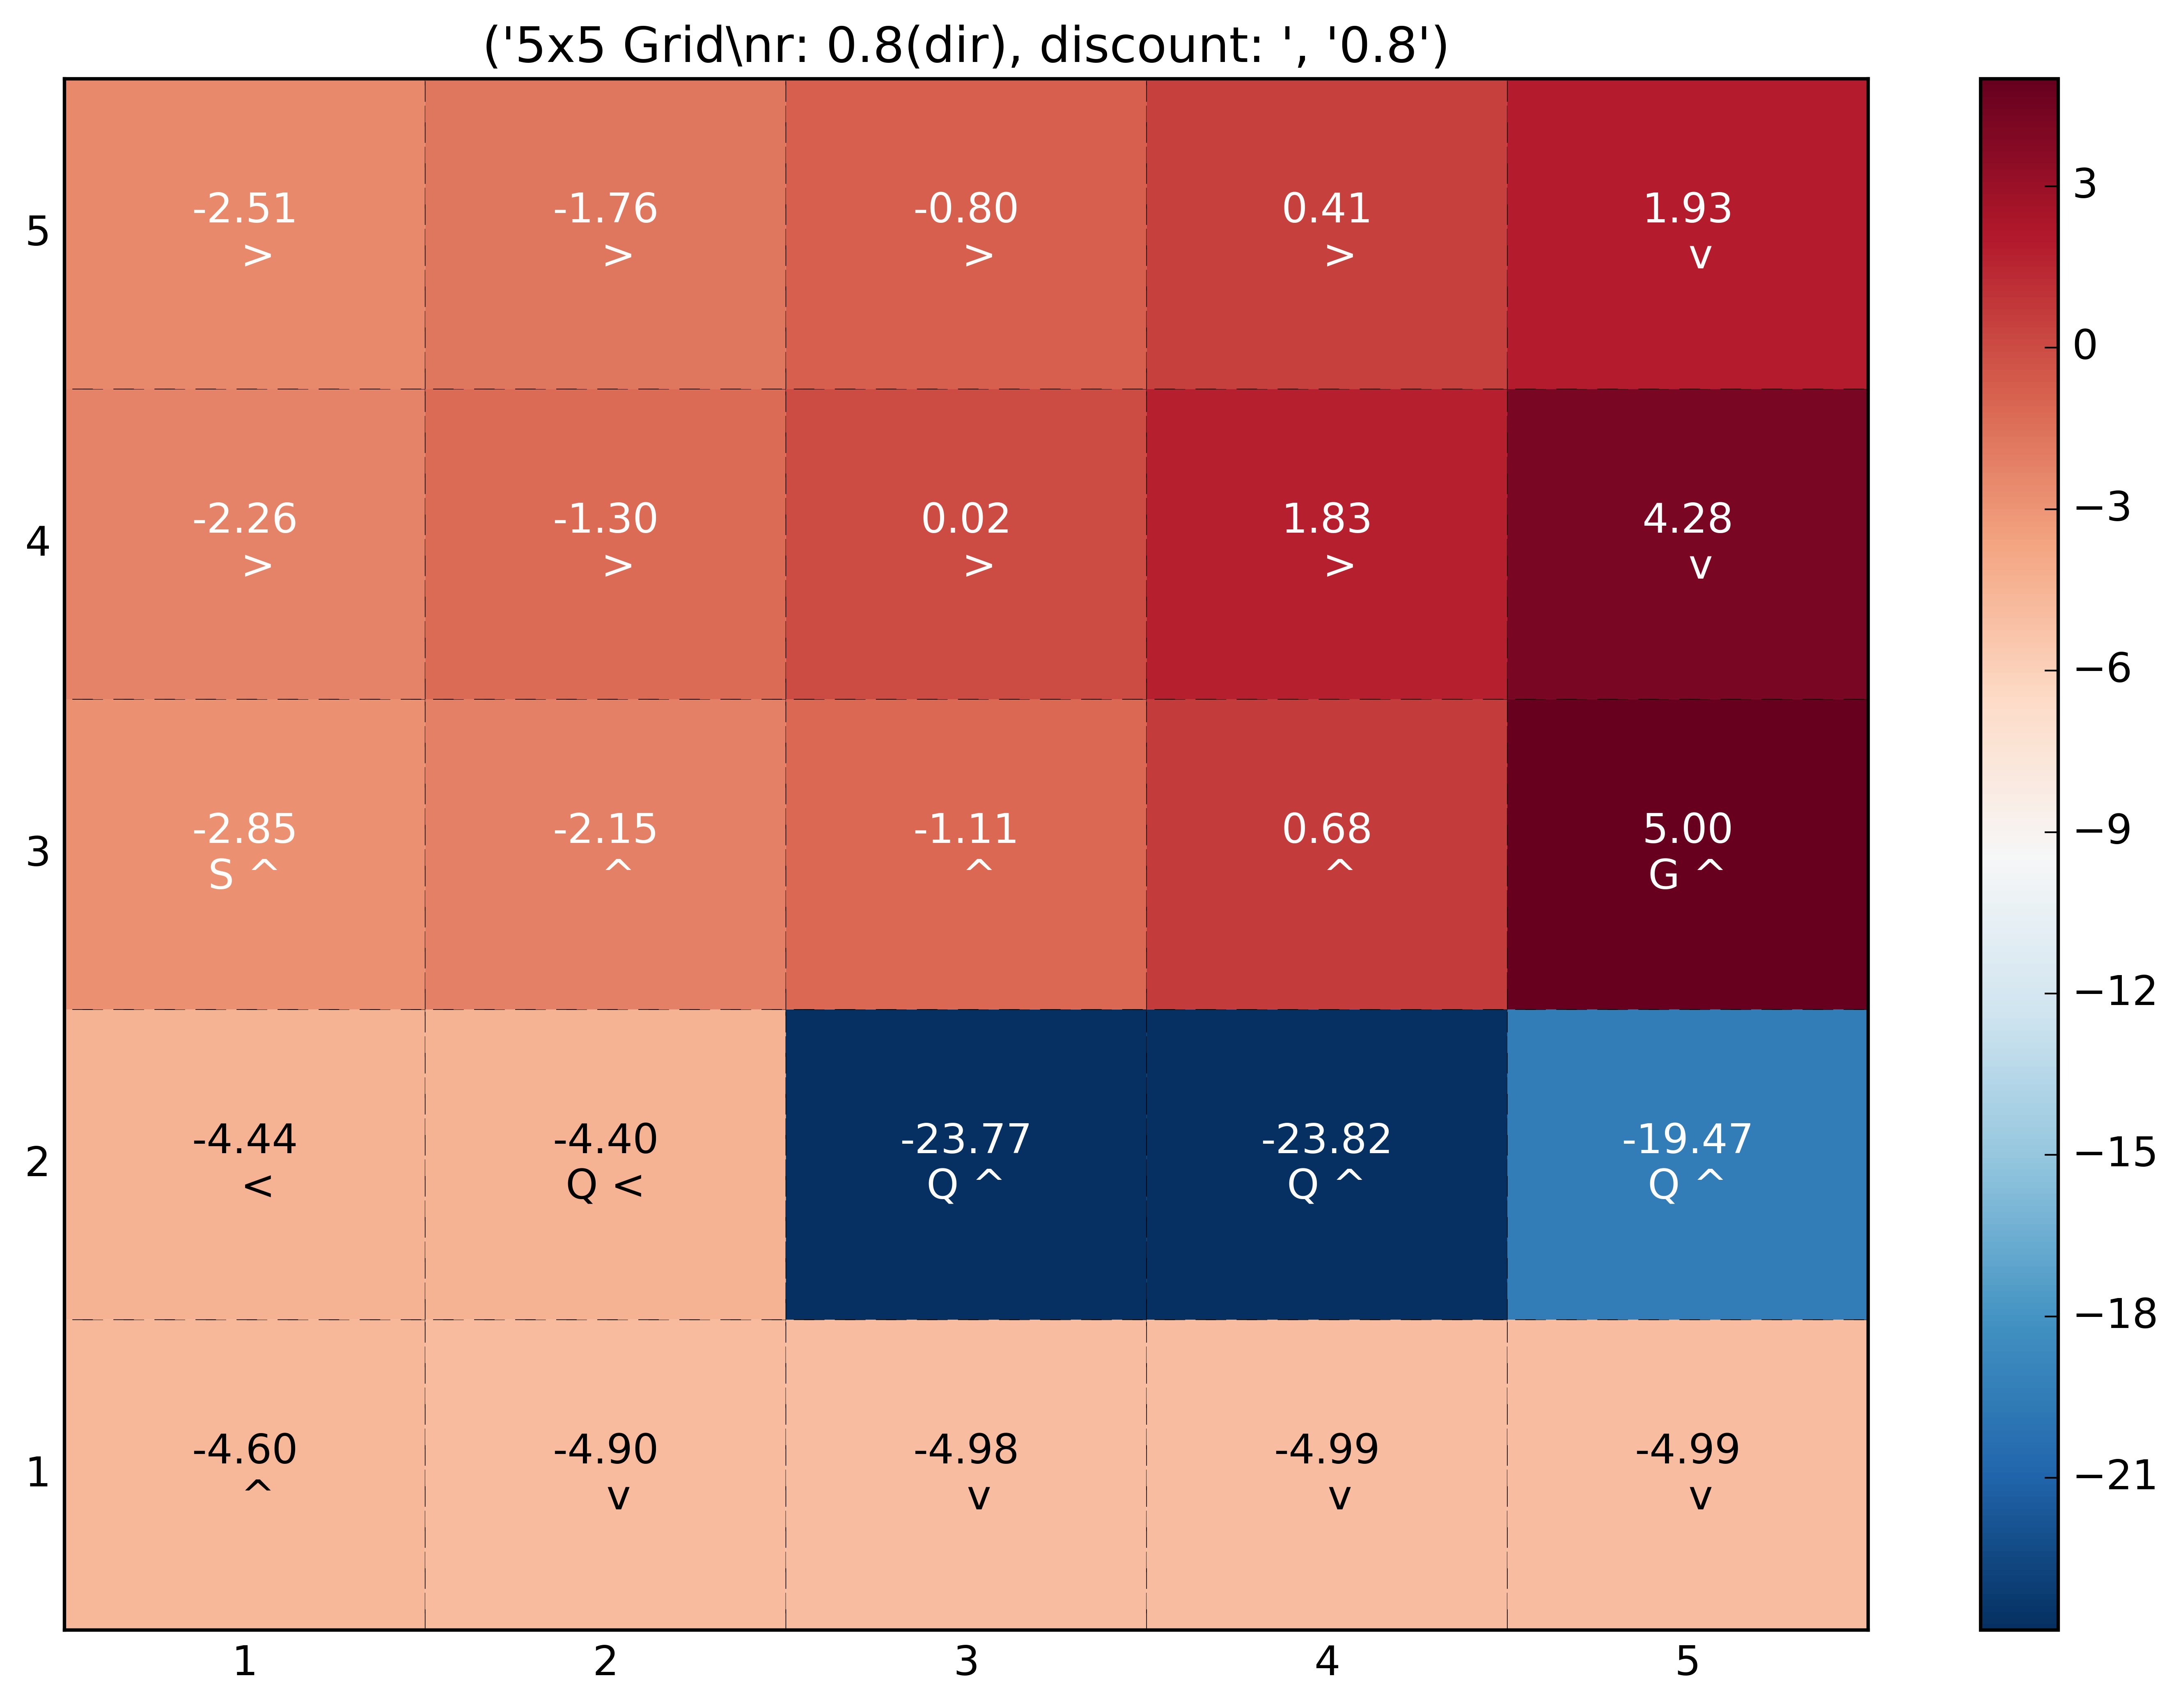 ('5x5 Grid\nr: 0.8(dir), discount: ', '0.8')
5
-2.51 -1.76 -0.80 0.41 1.93
> > > > v
4
-2.26 -1.30 0.02 1.83 4.28
> > > > v
3
-2.85 -2.15 -1.11 0.68 5.00
S ^ ^ ^ ^ G ^
2
-4.44 -4.40 -23.77 -23.82 -19.47
< Q < Q ^ Q ^ Q ^
1
-4.60 -4.90 -4.98 -4.99 -4.99
^ v v v v
1 2 3 4 5
3
0
−3
−6
−9
−12
−15
−18
−21